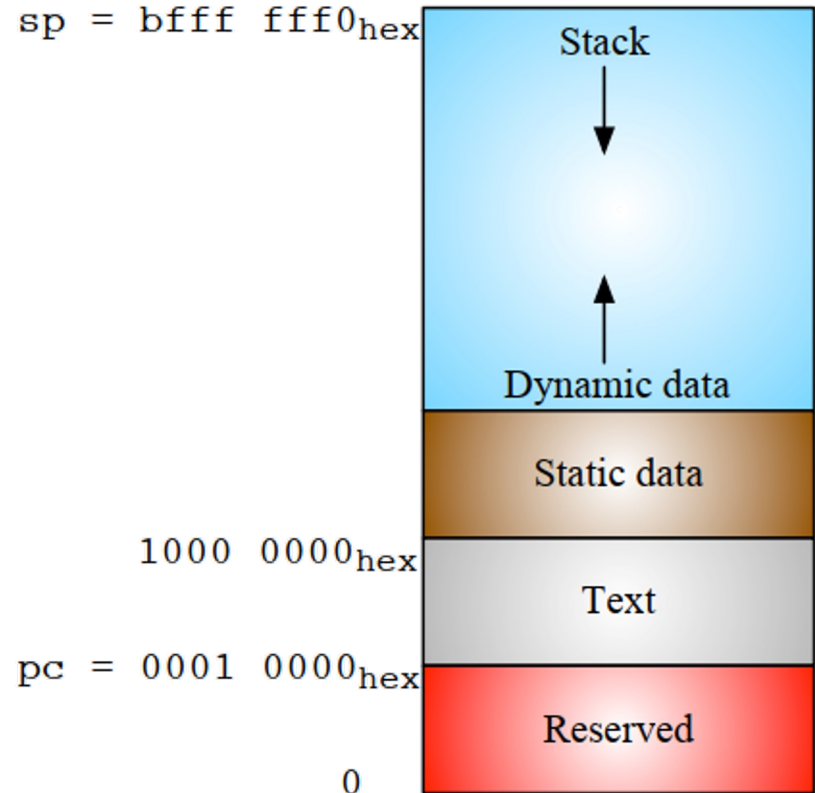 sp = bfff fff0hex
Stack
Dynamic data
Static data
1000 0000hex
Text
pc = 0001 0000hex
Reserved
0